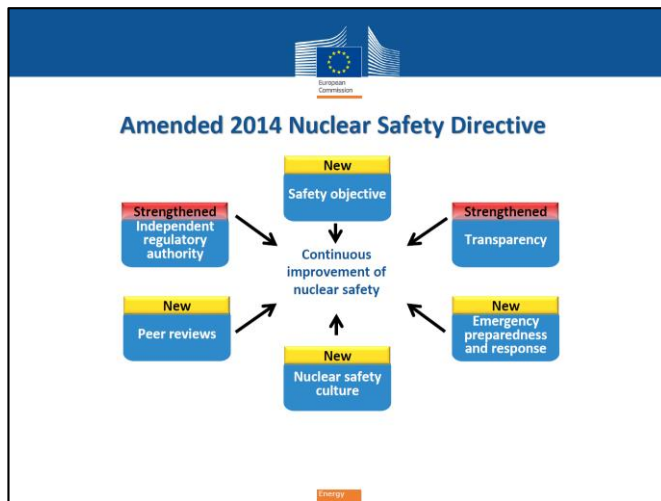 European
Commission
Amended 2014 Nuclear Safety Directive
New
Safety objective
Strengthened
Independent
regulatory
authority
Strengthened
Transparency
Continuous
improvement of
nuclear safety
New
Peer reviews
New
Emergency
preparedness
and response
New
Nuclear safety
culture
Energy